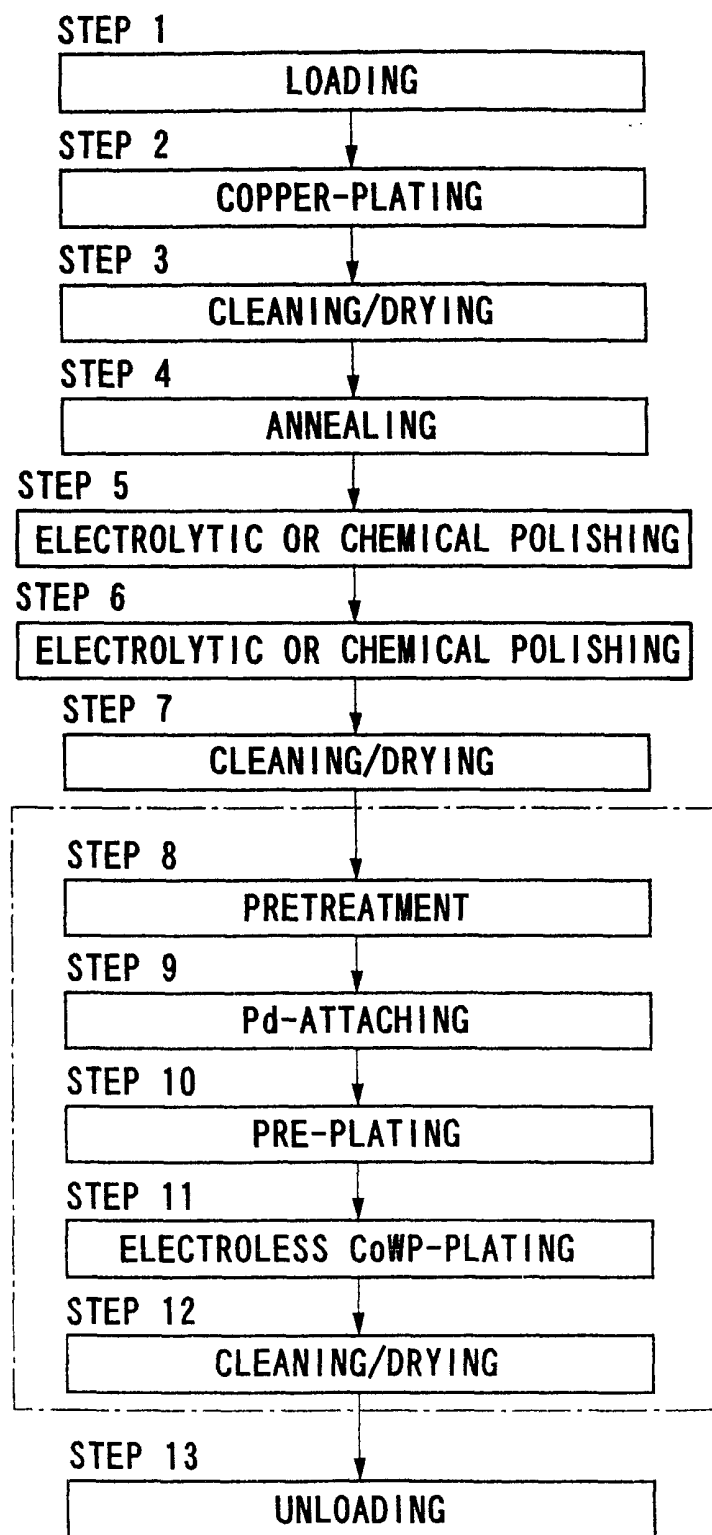 STEP 1
LOADING
STEP 2
COPPER-PLATING
STEP 3
CLEANING/DRYING
STEP 4
ANNEALING
STEP 5
ELECTROLYTIC OR CHEMICAL POLISHING
STEP 6
ELECTROLYTIC OR CHEMICAL POLISHING
STEP 7
CLEANING/DRYING
STEP 8
PRETREATMENT
STEP 9
Pd-ATTACHING
STEP 10
PRE-PLATING
STEP 11
ELECTROLESS CoWP-PLATING
STEP 12
CLEANING/DRYING
STEP 13
UNLOADING